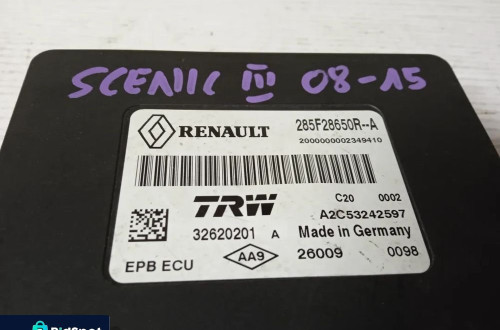 SCENIC III 08-15
RENAULT 285F28650R--A
2000000002349410
TRW C20 0002
A2C53242597
32620201 A Made in Germany
EPB ECU AA9 26009 0098
BidSpot